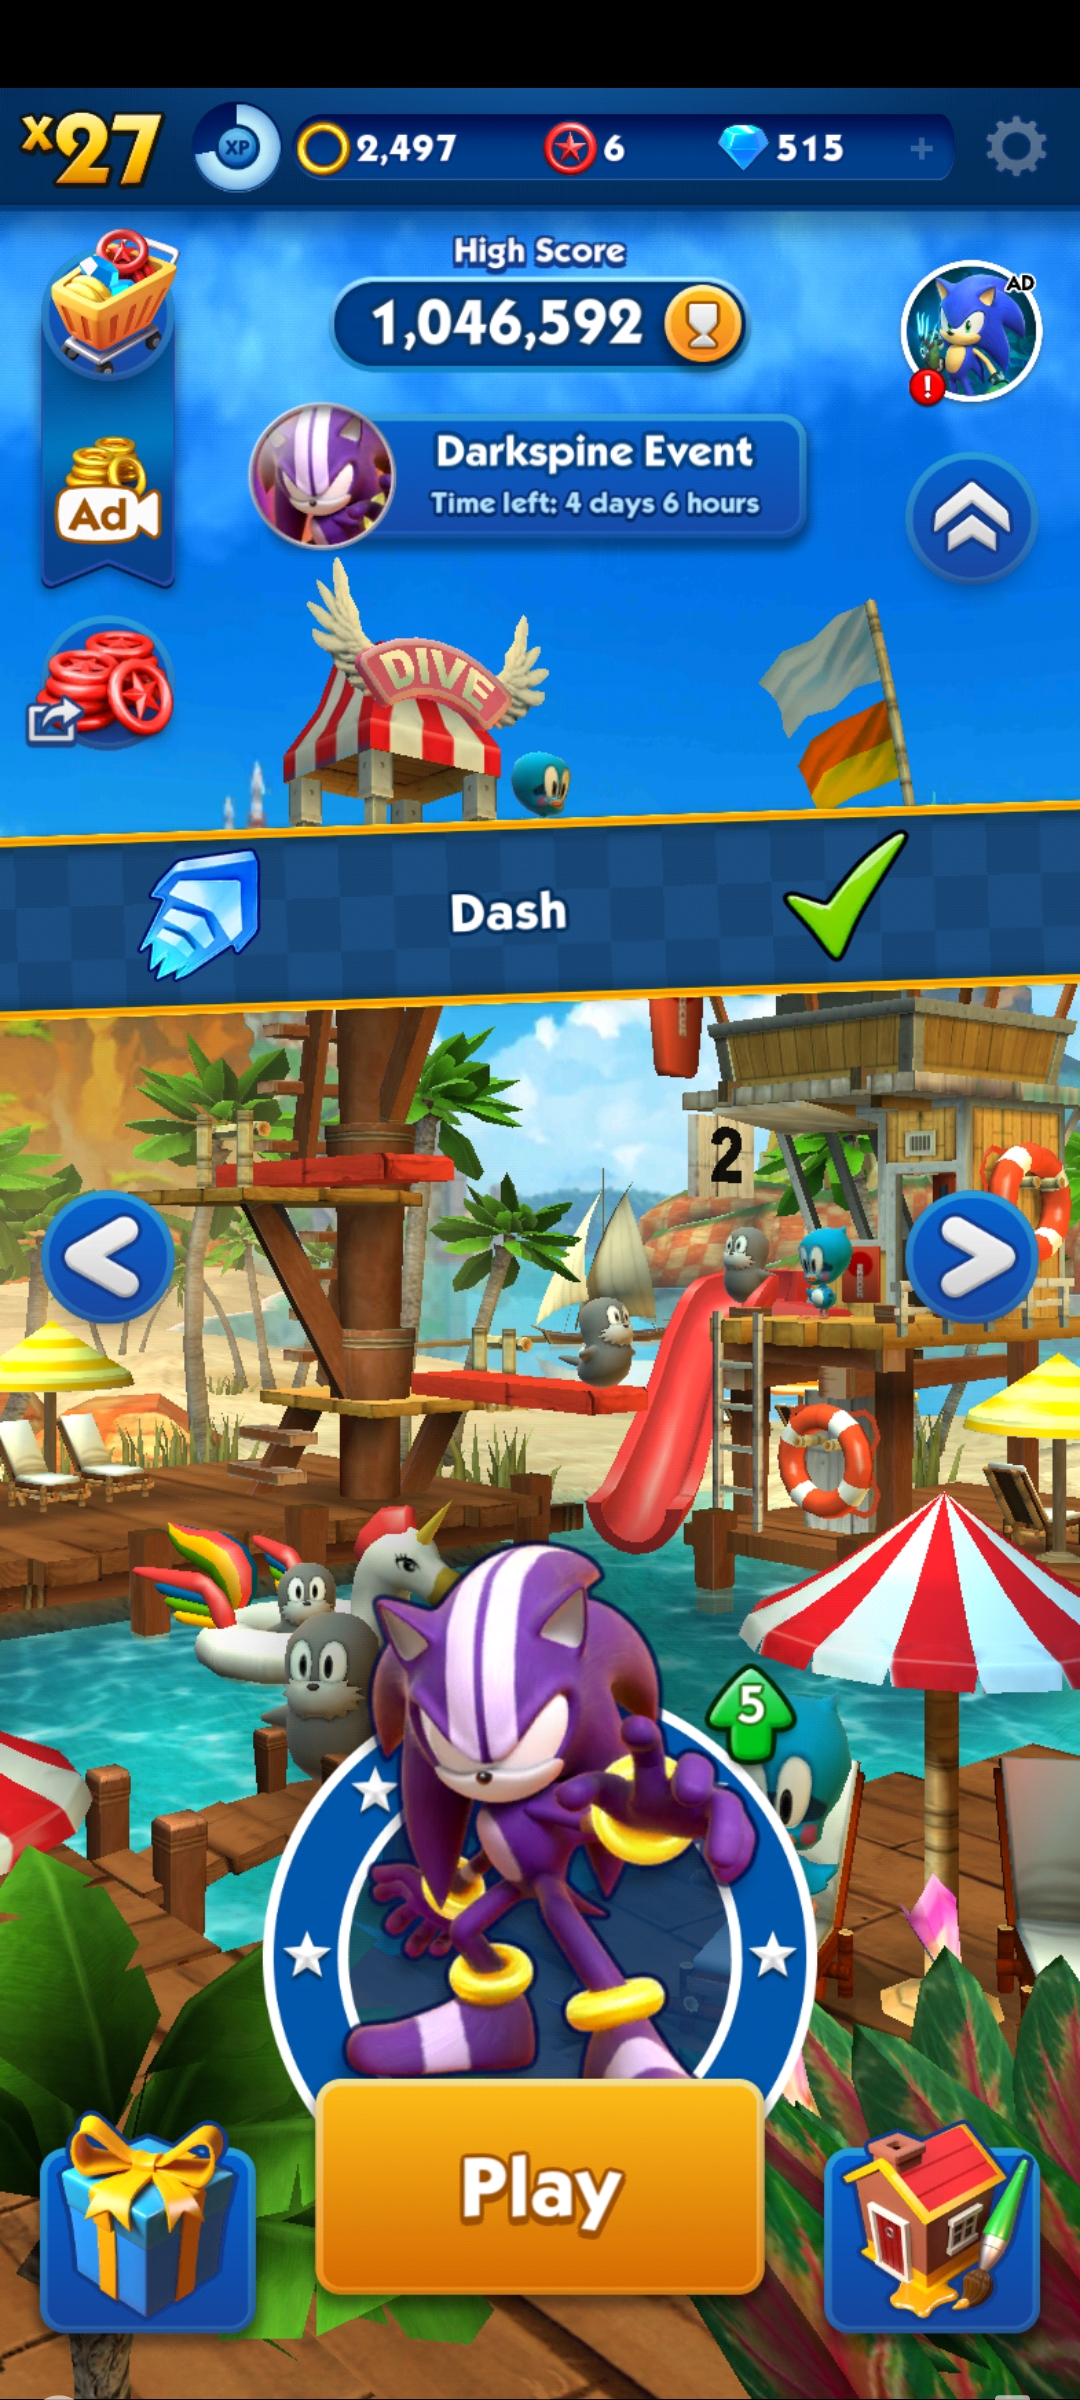 x27
XP
2,497
6
515
+
High Score
1,046,592
AD
!
Darkspine Event
Time left: 4 days 6 hours
Ad
DIVE
Dash
2
5
Play